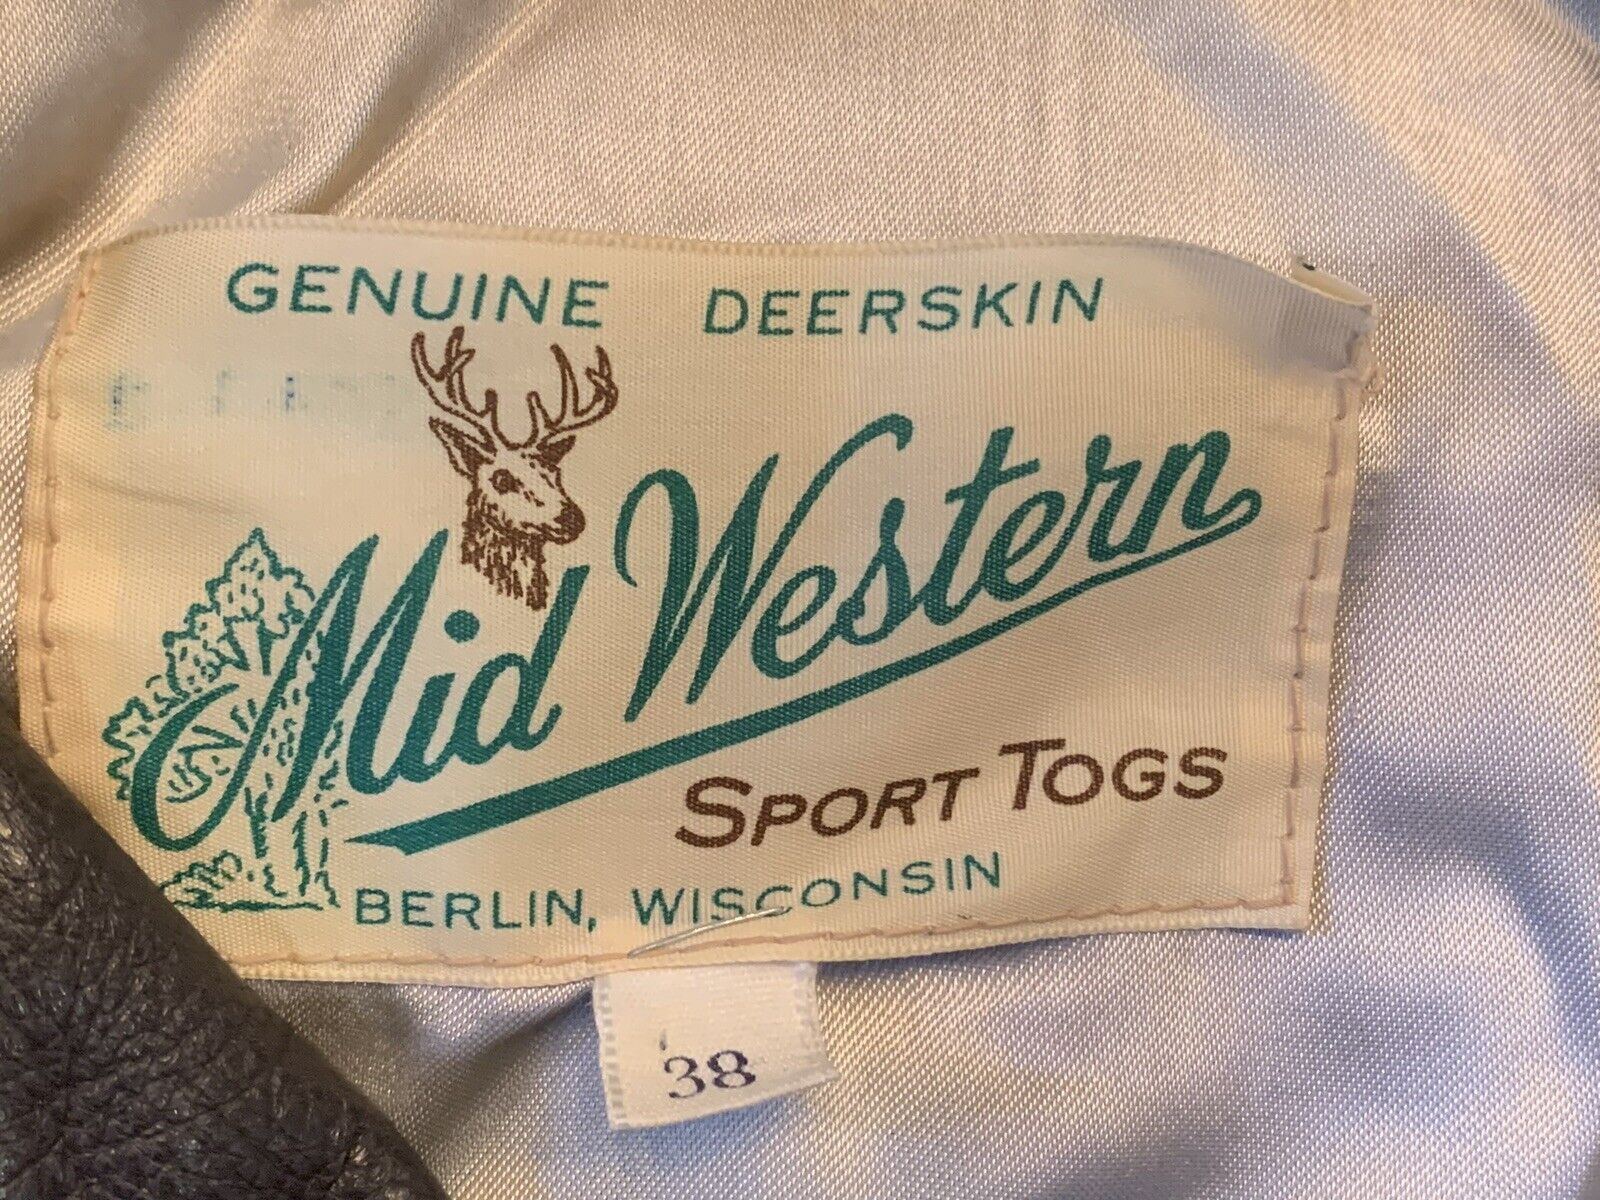 GENUINE DEERSKIN
Mid Western
SPORT TOGS
BERLIN, WISCONSIN
38